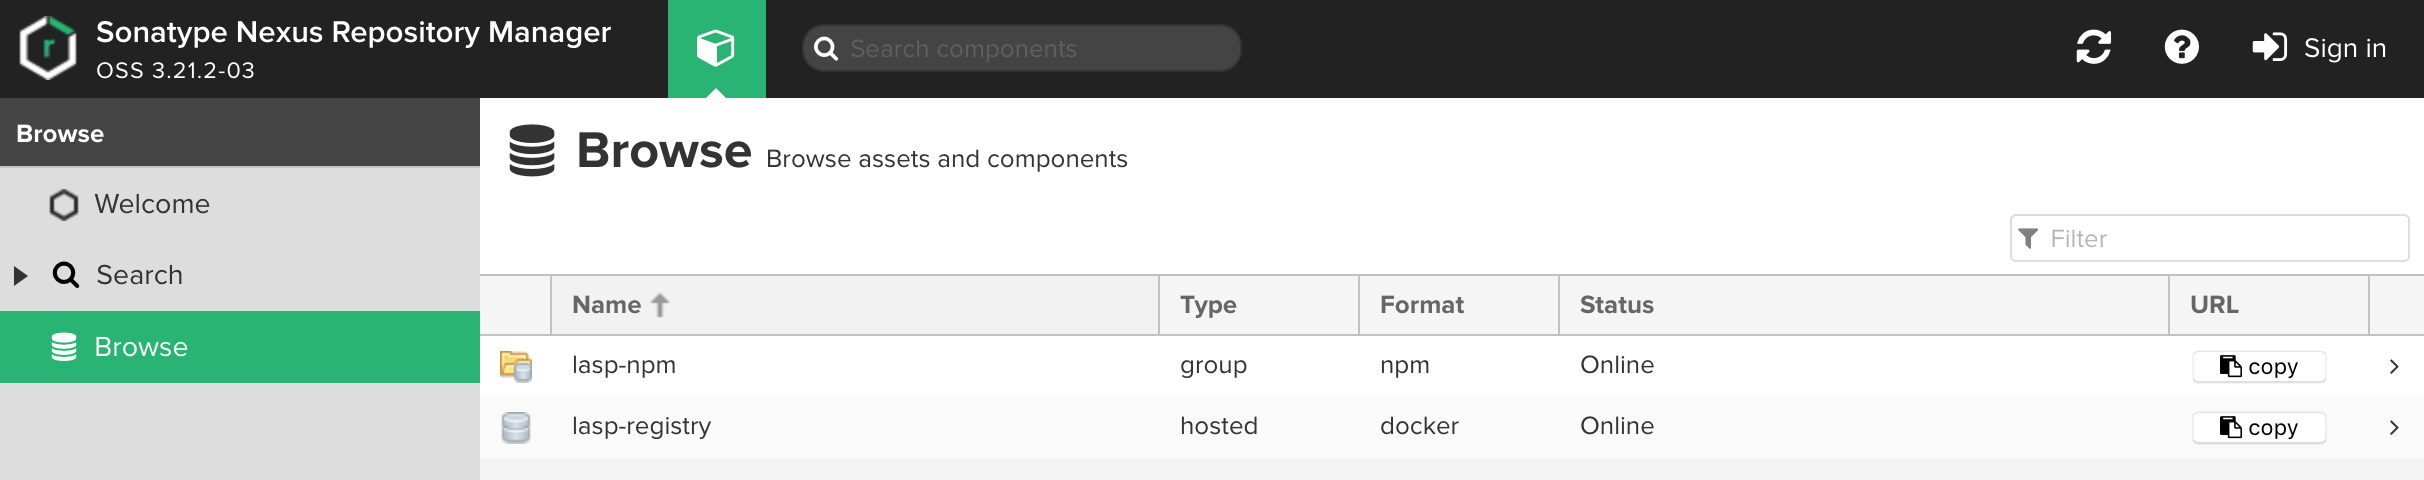 Sonatype Nexus Repository Manager
OSS 3.21.2-03
Search components
Sign in
Browse
Welcome
Search
Browse
Browse Browse assets and components
Filter
Name Type Format Status URL
lasp-npm group npm Online copy
lasp-registry hosted docker Online copy